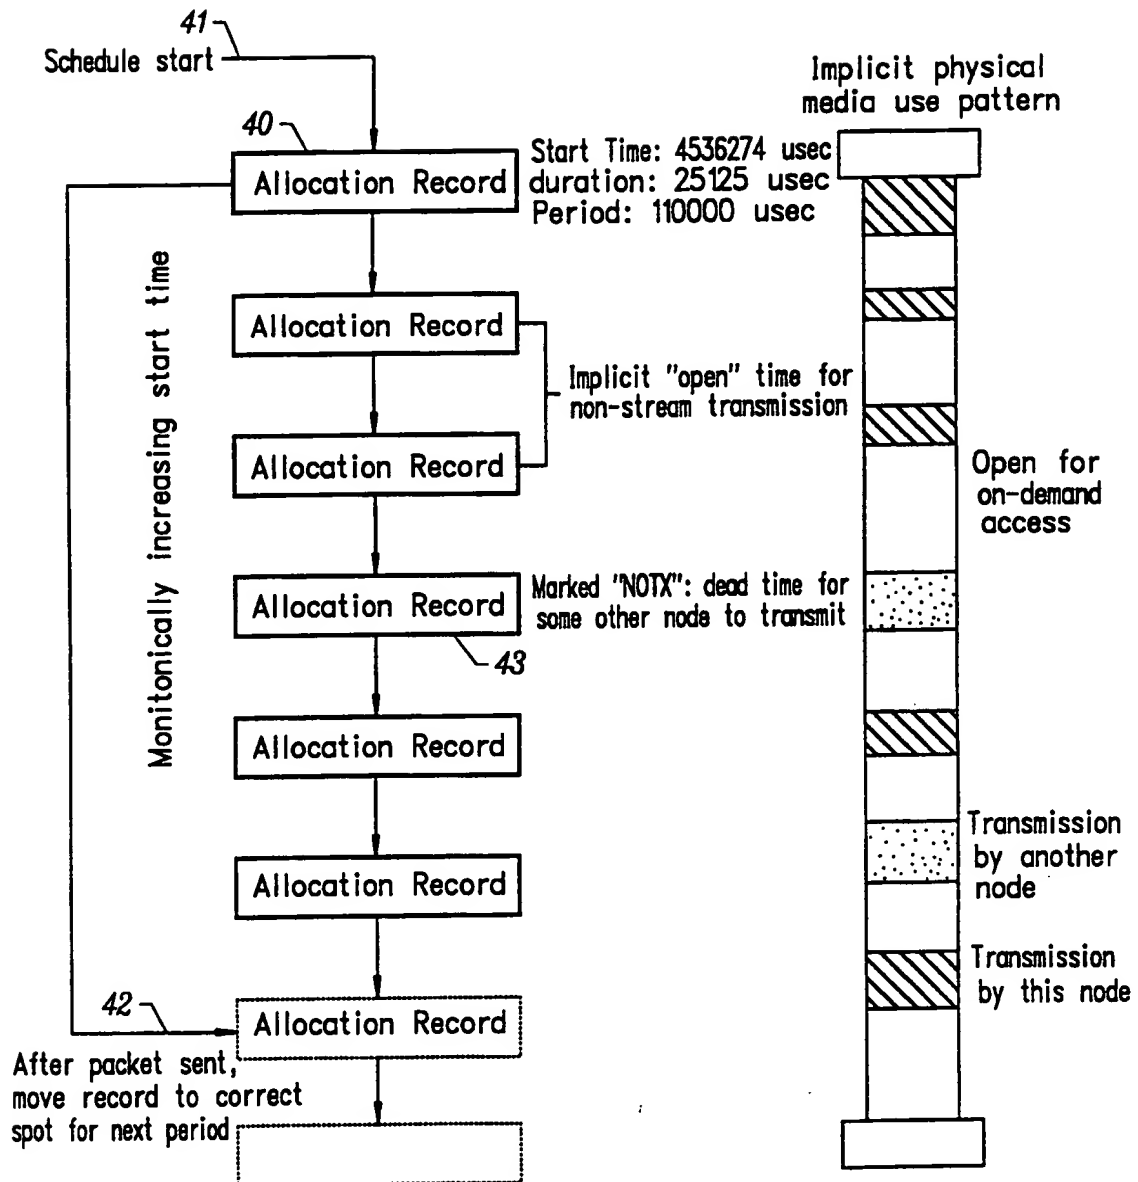 41
Schedule start
40
Allocation Record
Start Time: 4536274 usec
duration: 25125 usec
Period: 110000 usec
Monitonically increasing start time
Allocation Record
Allocation Record
Implicit "open" time for
non-stream transmission
Allocation Record
Marked "NOTX": dead time for
some other node to transmit
43
Allocation Record
Allocation Record
42
Allocation Record
After packet sent,
move record to correct
spot for next period
Implicit physical
media use pattern
Open for
on-demand
access
Transmission
by another
node
Transmission
by this node